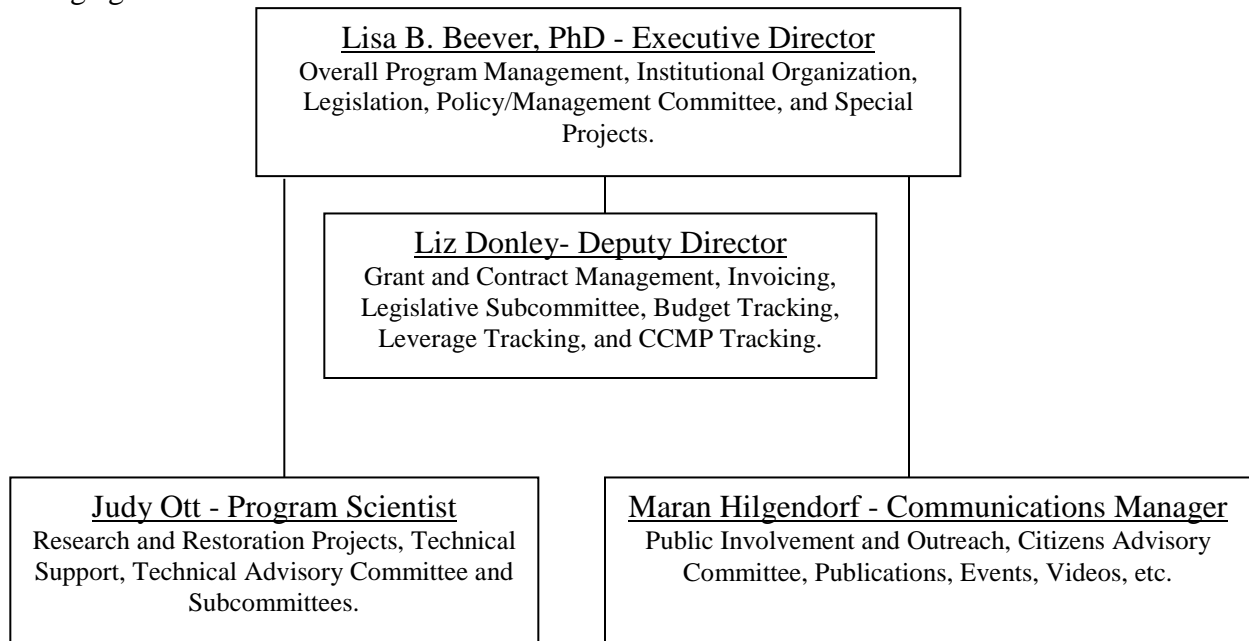 Lisa B. Beever, PhD - Executive Director
Overall Program Management, Institutional Organization,
Legislation, Policy/Management Committee, and Special
Projects.
Liz Donley- Deputy Director
Grant and Contract Management, Invoicing,
Legislative Subcommittee, Budget Tracking,
Leverage Tracking, and CCMP Tracking.
Judy Ott - Program Scientist
Research and Restoration Projects, Technical
Support, Technical Advisory Committee and
Subcommittees.
Maran Hilgendorf - Communications Manager
Public Involvement and Outreach, Citizens Advisory
Committee, Publications, Events, Videos, etc.